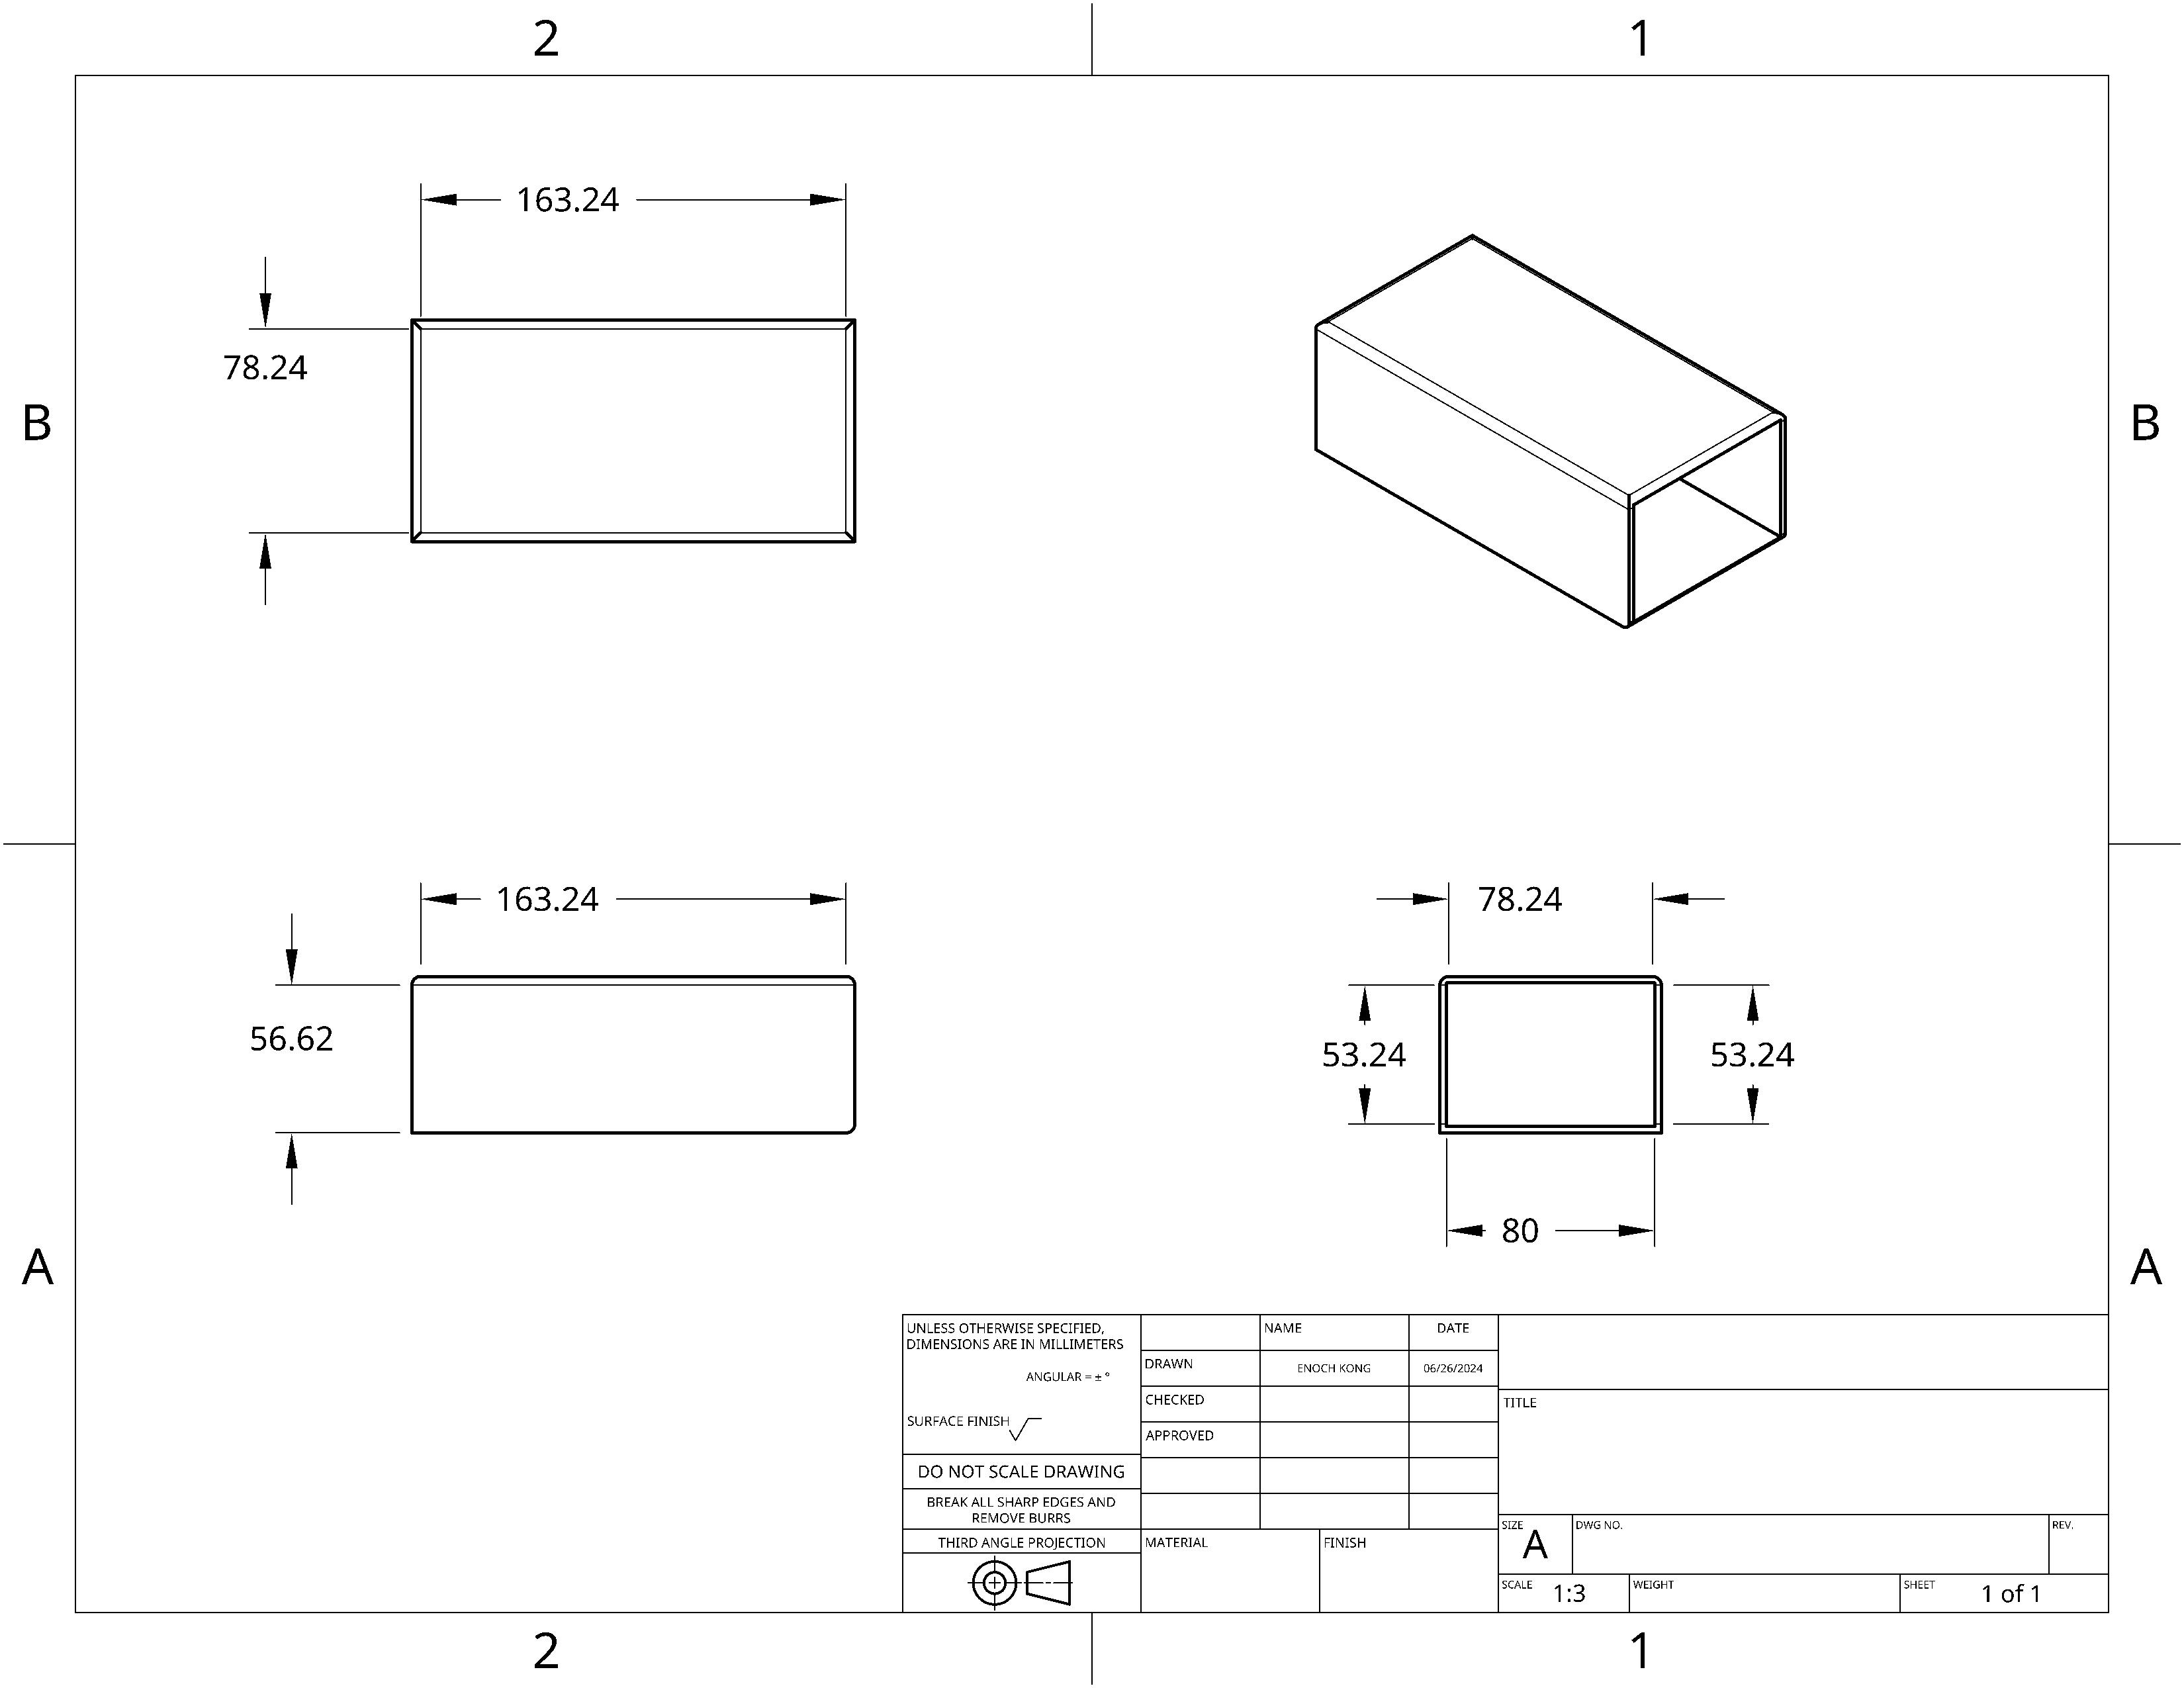 2
1
163.24
78.24
B
B
163.24
78.24
56.62
53.24
53.24
80
A
A
UNLESS OTHERWISE SPECIFIED,
DIMENSIONS ARE IN MILLIMETERS
ANGULAR = ± °
SURFACE FINISH
DO NOT SCALE DRAWING
BREAK ALL SHARP EDGES AND
REMOVE BURRS
THIRD ANGLE PROJECTION
NAME
DATE
DRAWN
ENOCH KONG
06/26/2024
CHECKED
APPROVED
MATERIAL
FINISH
TITLE
SIZE
A
DWG NO.
REV.
SCALE
1:3
WEIGHT
SHEET
1 of 1
2
1